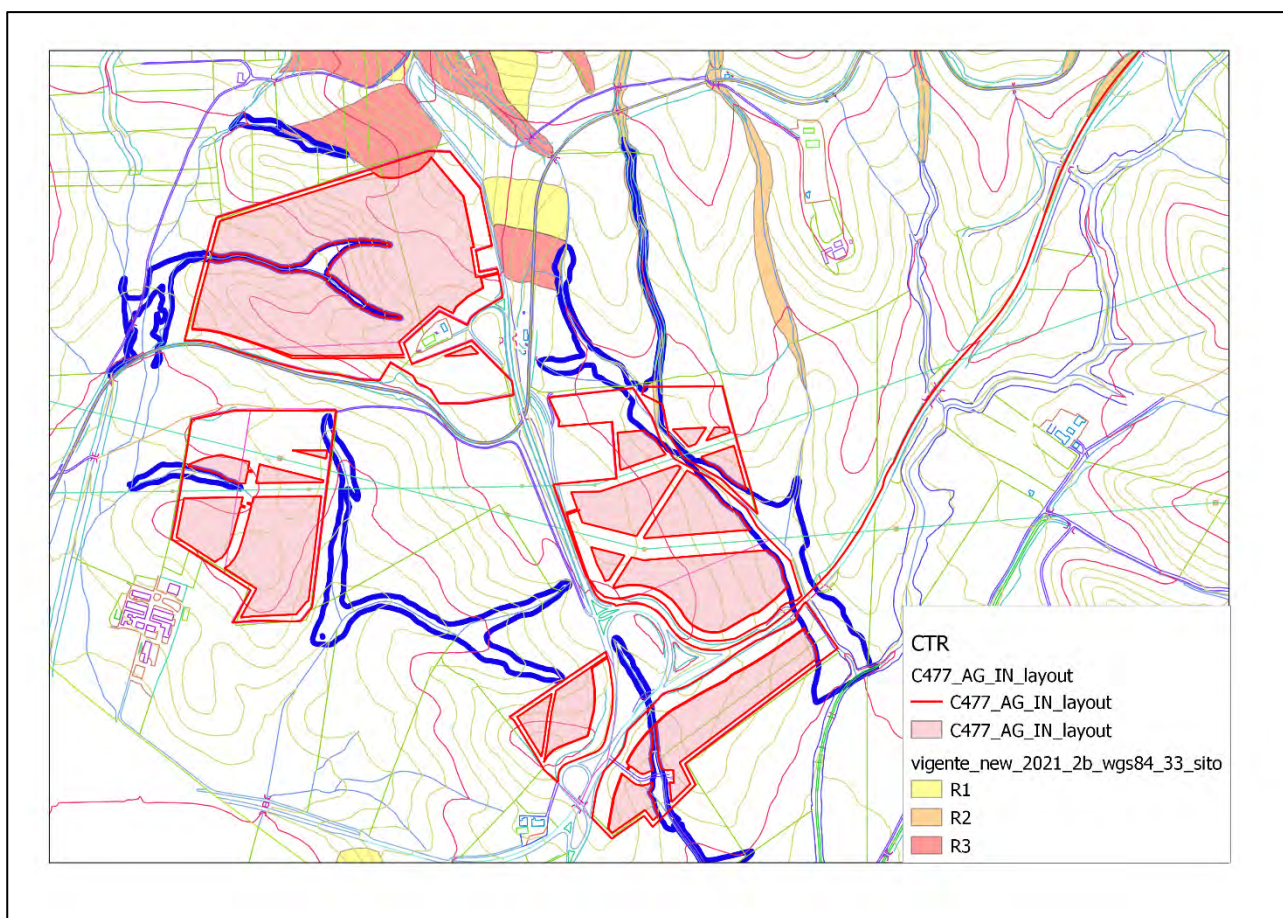 CTR
C477_AG_IN_layout
C477_AG_IN_layout
C477_AG_IN_layout
vigente_new_2021_2b_wgs84_33_sito
R1
R2
R3